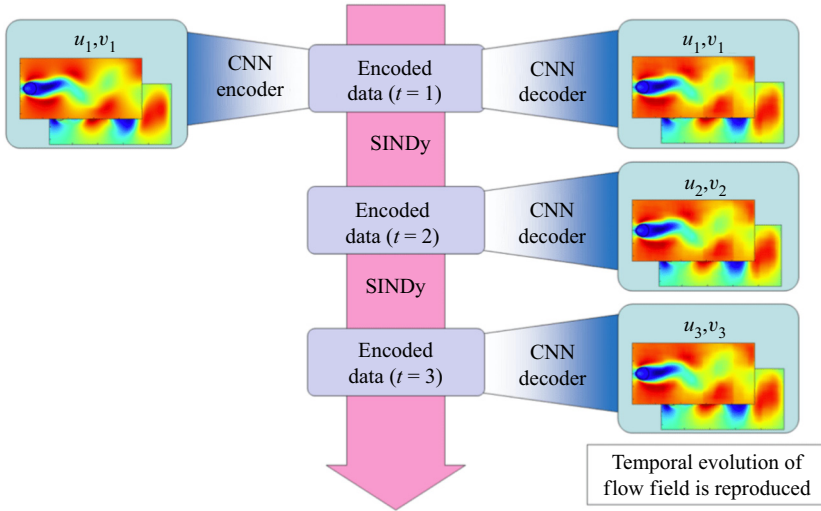 u1,v1
CNN
encoder
Encoded
data (t = 1)
CNN
decoder
u1,v1
SINDy
Encoded
data (t = 2)
CNN
decoder
u2,v2
SINDy
Encoded
data (t = 3)
CNN
decoder
u3,v3
Temporal evolution of
flow field is reproduced